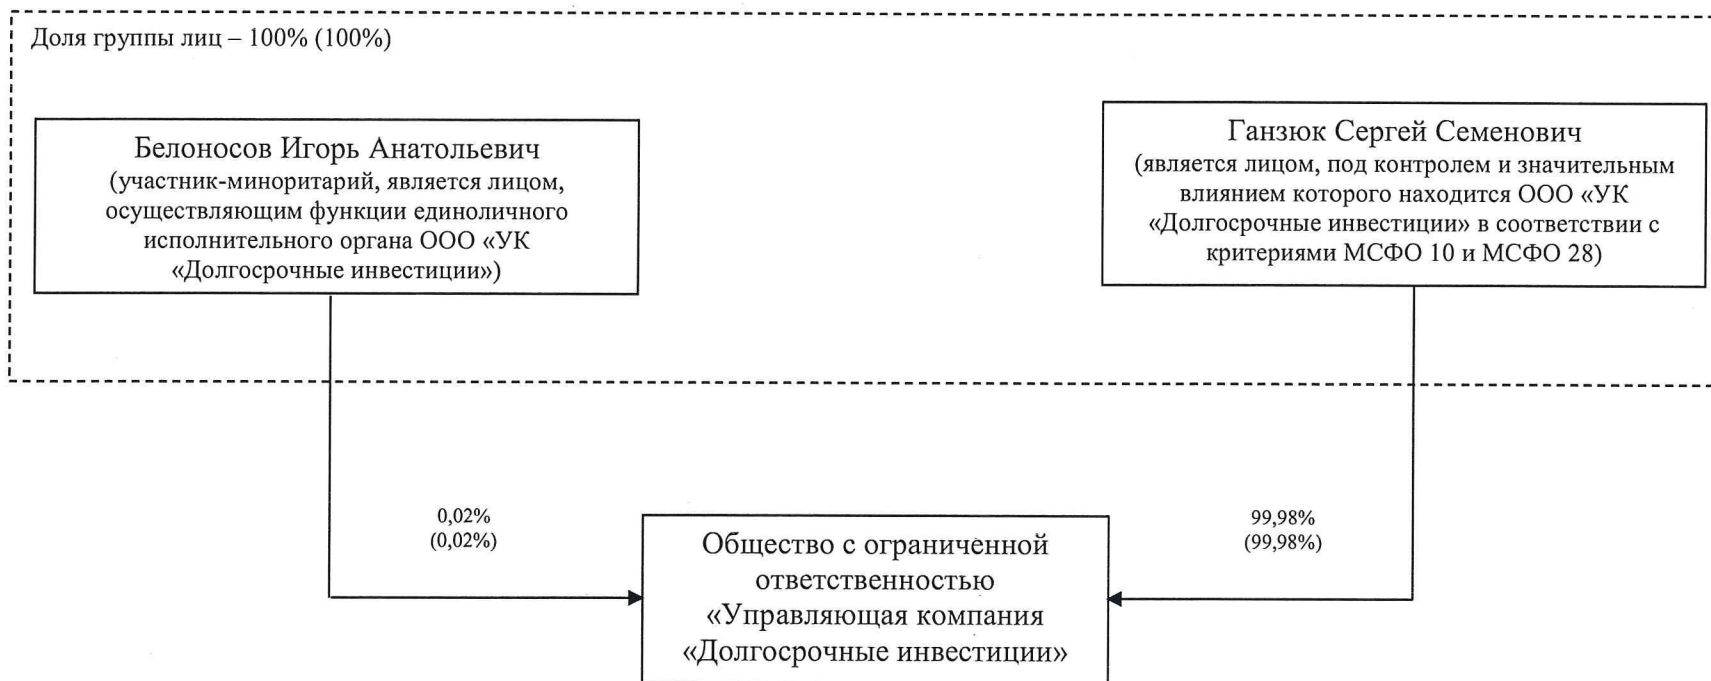 Доля группы лиц – 100% (100%)
Белоносов Игорь Анатольевич
(участник-миноритарий, является лицом,
осуществляющим функции единоличного
исполнительного органа ООО «УК
«Долгосрочные инвестиции»)
Ганзюк Сергей Семенович
(является лицом, под контролем и значительным
влиянием которого находится ООО «УК
«Долгосрочные инвестиции» в соответствии с
критериями МСФО 10 и МСФО 28)
0,02%
(0,02%)
99,98%
(99,98%)
Общество с ограниченной
ответственностью
«Управляющая компания
«Долгосрочные инвестиции»